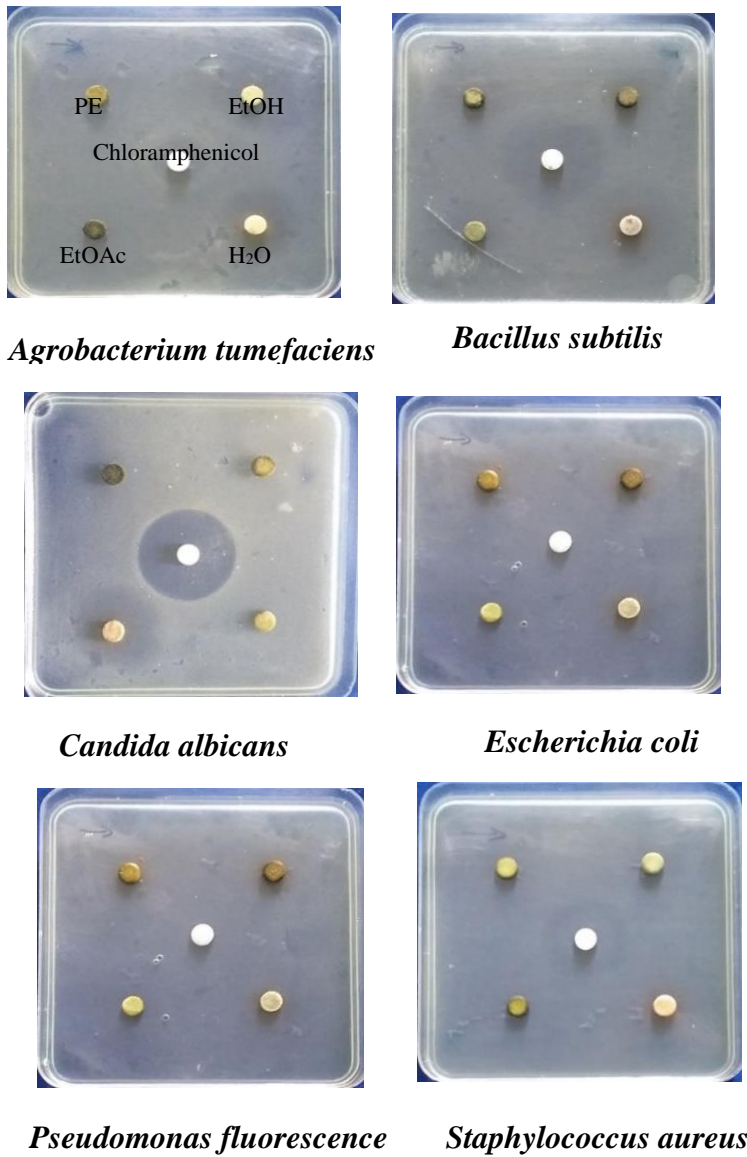 PE EtOH
Chloramphenicol
EtOAc H₂O
Agrobacterium tumefaciens
Bacillus subtilis
Candida albicans
Escherichia coli
Pseudomonas fluorescence
Staphylococcus aureus